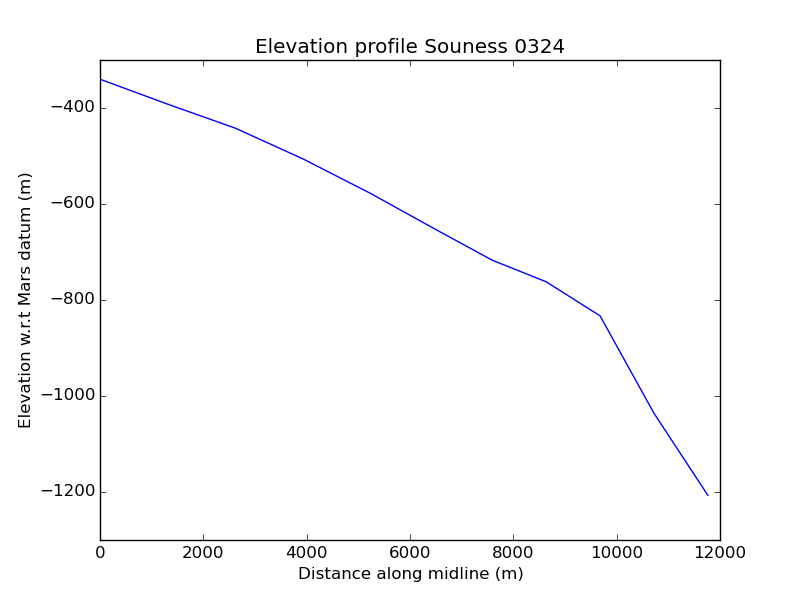 Elevation profile Souness 0324
Elevation w.r.t Mars datum (m)
−400
−600
−800
−1000
−1200
0 2000 4000 6000 8000 10000 12000
Distance along midline (m)